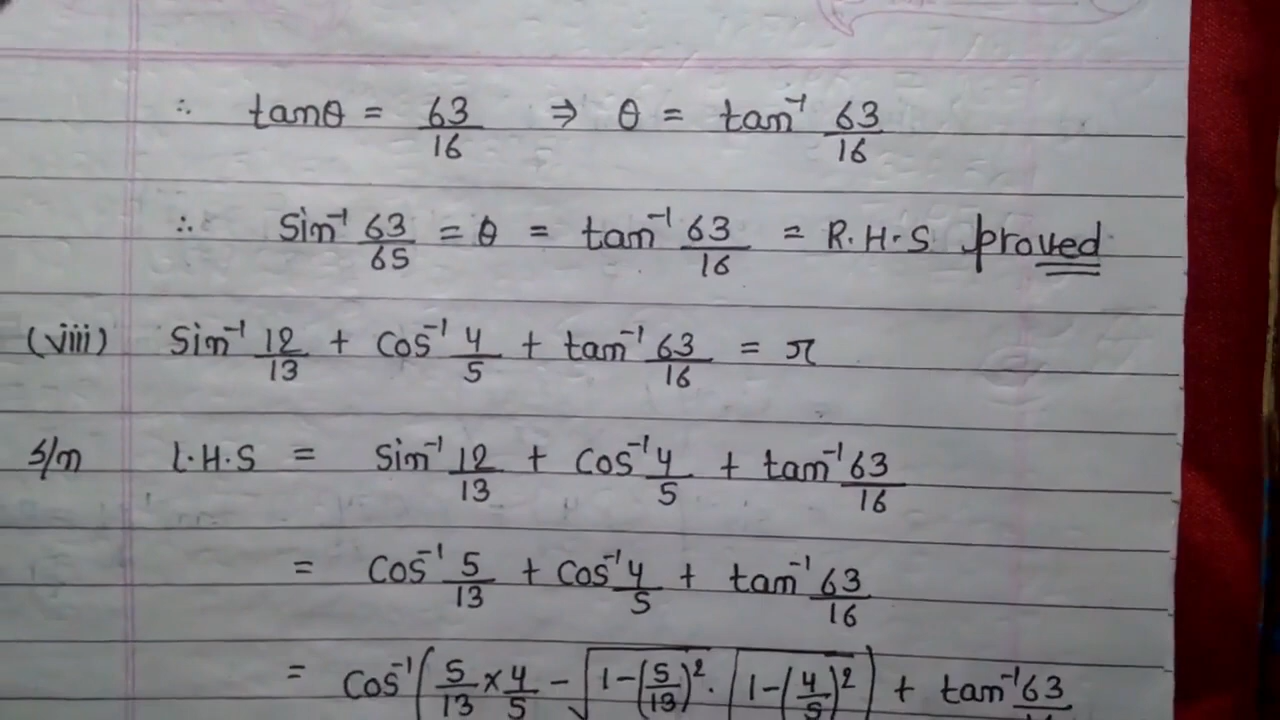 ∴ tanθ = 63/16 ⇒ θ = tan⁻¹ 63/16
∴ Sin⁻¹ 63/65 = θ = tan⁻¹ 63/16 = R.H.S proved
(viii) Sin⁻¹ 12/13 + Cos⁻¹ 4/5 + tan⁻¹ 63/16 = π
s/n L.H.S = Sin⁻¹ 12/13 + Cos⁻¹ 4/5 + tan⁻¹ 63/16
= Cos⁻¹ 5/13 + Cos⁻¹ 4/5 + tan⁻¹ 63/16
= Cos⁻¹(5/13 × 4/5 − √(1−(5/13)²) · √(1−(4/5)²)) + tan⁻¹ 63/16